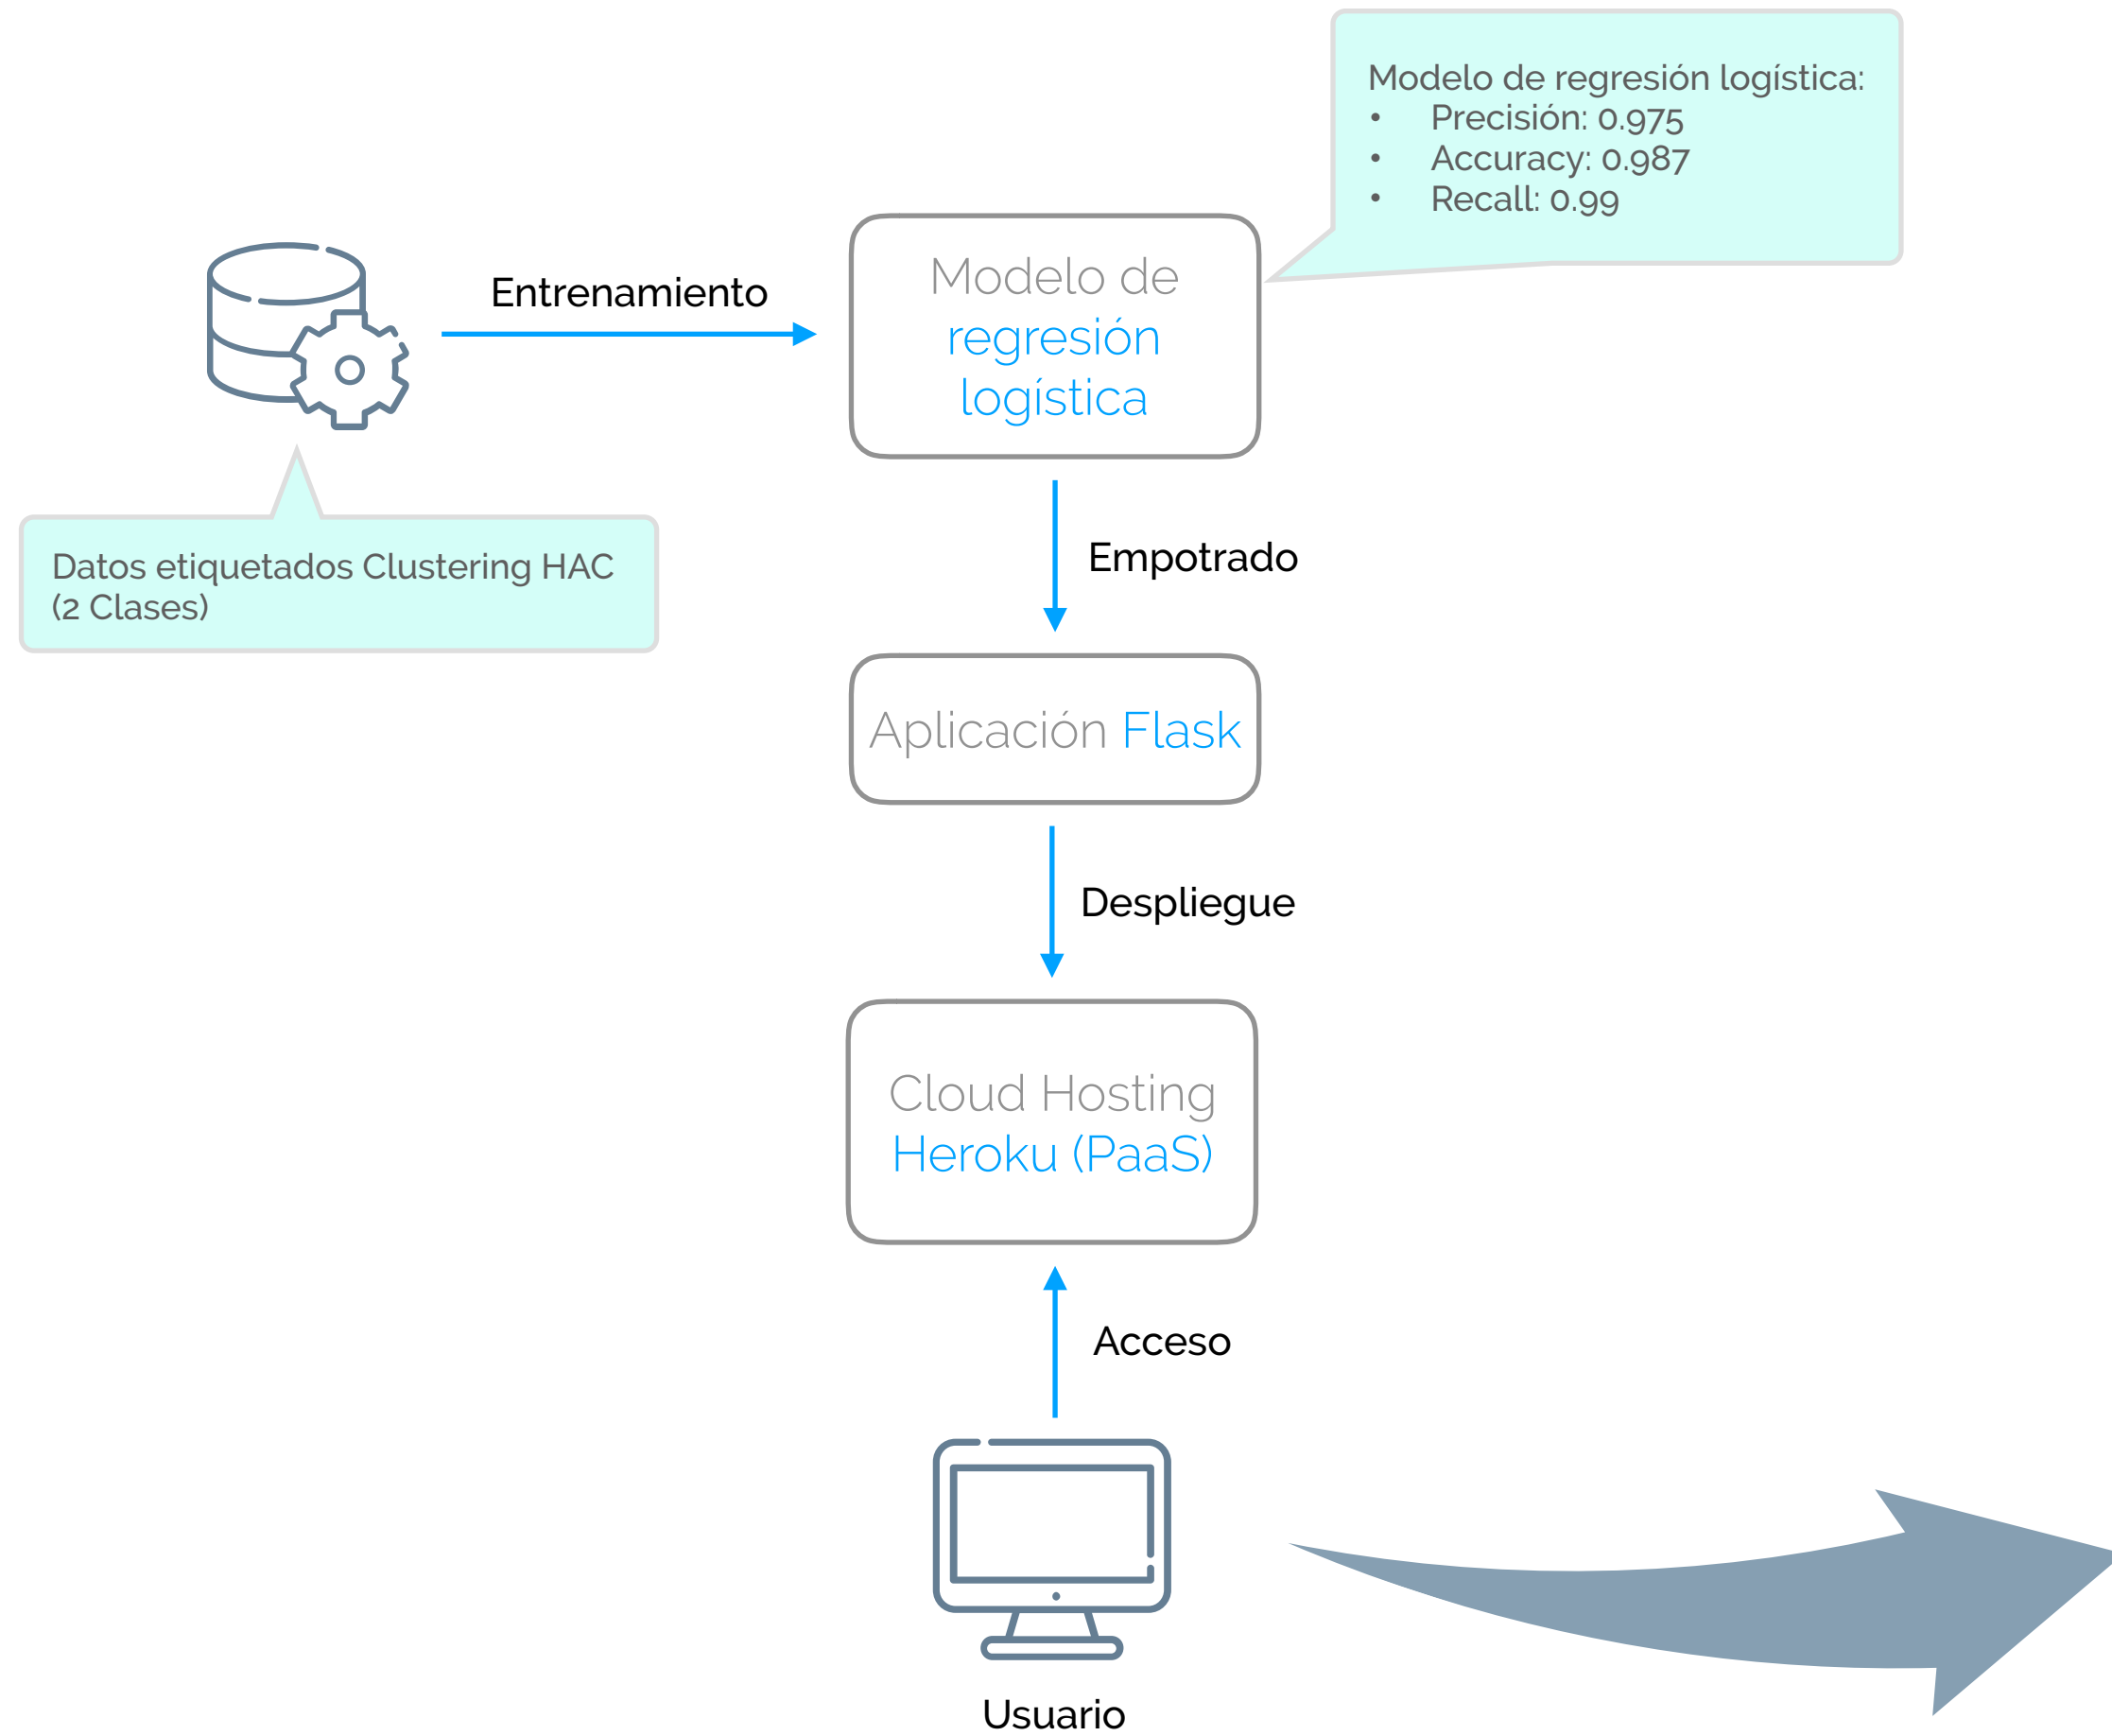 Modelo de regresión logística:
• Precisión: 0.975
• Accuracy: 0.987
• Recall: 0.99
Entrenamiento
Modelo de
regresión
logística
Datos etiquetados Clustering HAC
(2 Clases)
Empotrado
Aplicación Flask
Despliegue
Cloud Hosting
Heroku (PaaS)
Acceso
Usuario